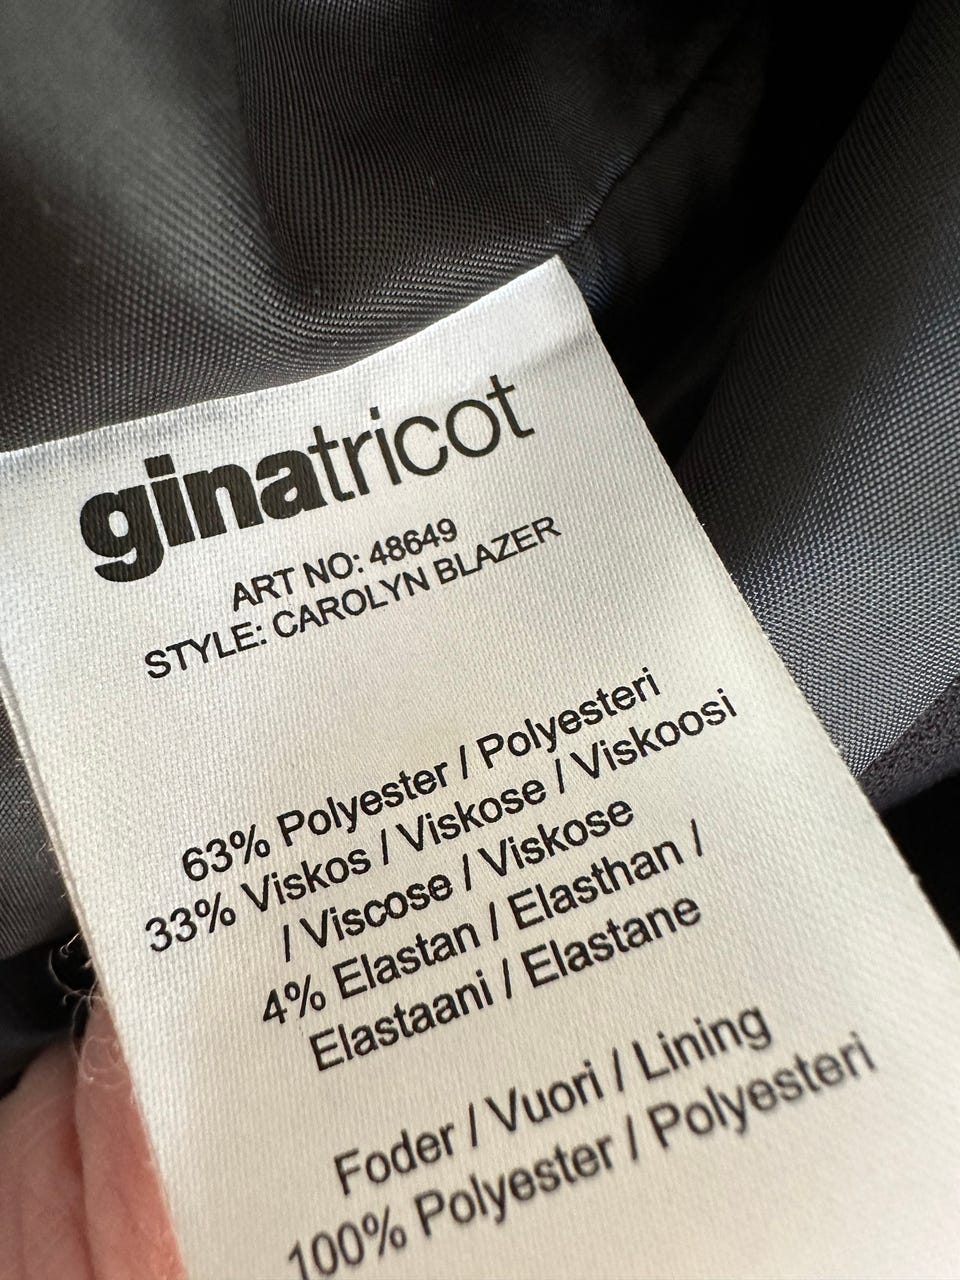 ginatricot
ART NO: 48649
STYLE: CAROLYN BLAZER
63% Polyester / Polyesteri
33% Viskos / Viskose / Viskoosi
/ Viscose / Viskose
4% Elastan / Elasthan /
Elastaani / Elastane
Foder / Vuori / Lining
100% Polyester / Polyesteri